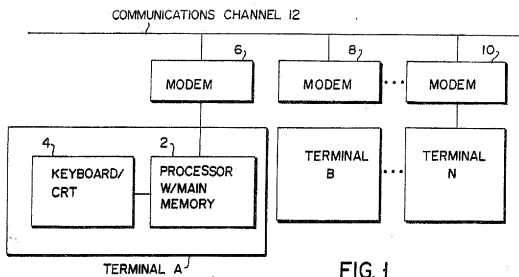 COMMUNICATIONS CHANNEL 12
6
8
10
MODEM
MODEM
...
MODEM
4
2
KEYBOARD/
CRT
PROCESSOR
W/MAIN
MEMORY
TERMINAL
B
...
TERMINAL
N
TERMINAL A
FIG. 1